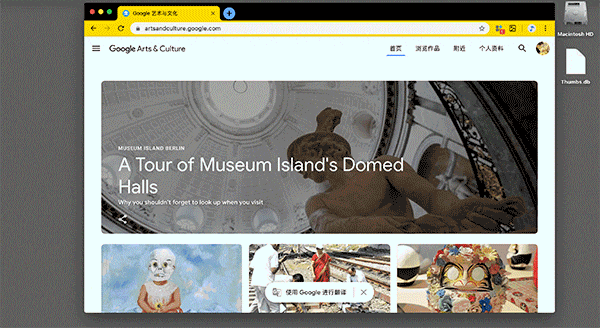 Google 艺术与文化
artsandculture.google.com
Google Arts & Culture
首页
浏览作品
附近
个人资料
MUSEUM ISLAND BERLIN
A Tour of Museum Island's Domed
Halls
Why you shouldn't forget to look up when you visit
使用 Google 进行翻译
Macintosh HD
Thumbs.db